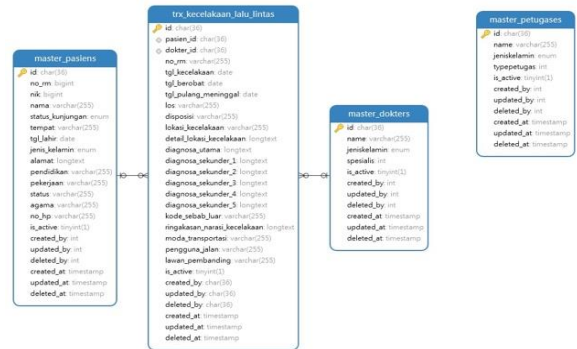 master_pasiens
id: char(36)
no_rm: bigint
nik: bigint
nama: varchar(255)
status_kunjungan: enum
tempat: varchar(255)
tgl_lahir: date
jenis_kelamin: enum
alamat: longtext
pendidikan: varchar(255)
pekerjaan: varchar(255)
status: varchar(255)
agama: varchar(255)
no_hp: varchar(255)
is_active: tinyint(1)
created_by: int
updated_by: int
deleted_by: int
created_at: timestamp
updated_at: timestamp
deleted_at: timestamp
trx_kecelakaan_lalu_lintas
id: char(36)
pasien_id: char(36)
dokter_id: char(36)
no_rm: varchar(255)
tgl_kecelakaan: date
tgl_berobat: date
tgl_pulang_meninggal: date
los: varchar(255)
disposisi: varchar(255)
lokasi_kecelakaan: varchar(255)
detail_lokasi_kecelakaan: longtext
diagnosa_utama: longtext
diagnosa_sekunder_1: longtext
diagnosa_sekunder_2: longtext
diagnosa_sekunder_3: longtext
diagnosa_sekunder_4: longtext
diagnosa_sekunder_5: longtext
kode_sebab_luar: varchar(255)
ringakasan_narasi_kecelakaan: longtext
moda_transportasi: varchar(255)
pengguna_jalan: varchar(255)
lawan_pembanding: varchar(255)
is_active: tinyint(1)
created_by: char(36)
updated_by: char(36)
deleted_by: char(36)
created_at: timestamp
updated_at: timestamp
deleted_at: timestamp
master_dokters
id: char(36)
name: varchar(255)
jeniskelamin: enum
spesialis: int
is_active: tinyint(1)
created_by: int
updated_by: int
deleted_by: int
created_at: timestamp
updated_at: timestamp
deleted_at: timestamp
master_petugases
id: char(36)
name: varchar(255)
jeniskelamin: enum
typepetugas: int
is_active: tinyint(1)
created_by: int
updated_by: int
deleted_by: int
created_at: timestamp
updated_at: timestamp
deleted_at: timestamp